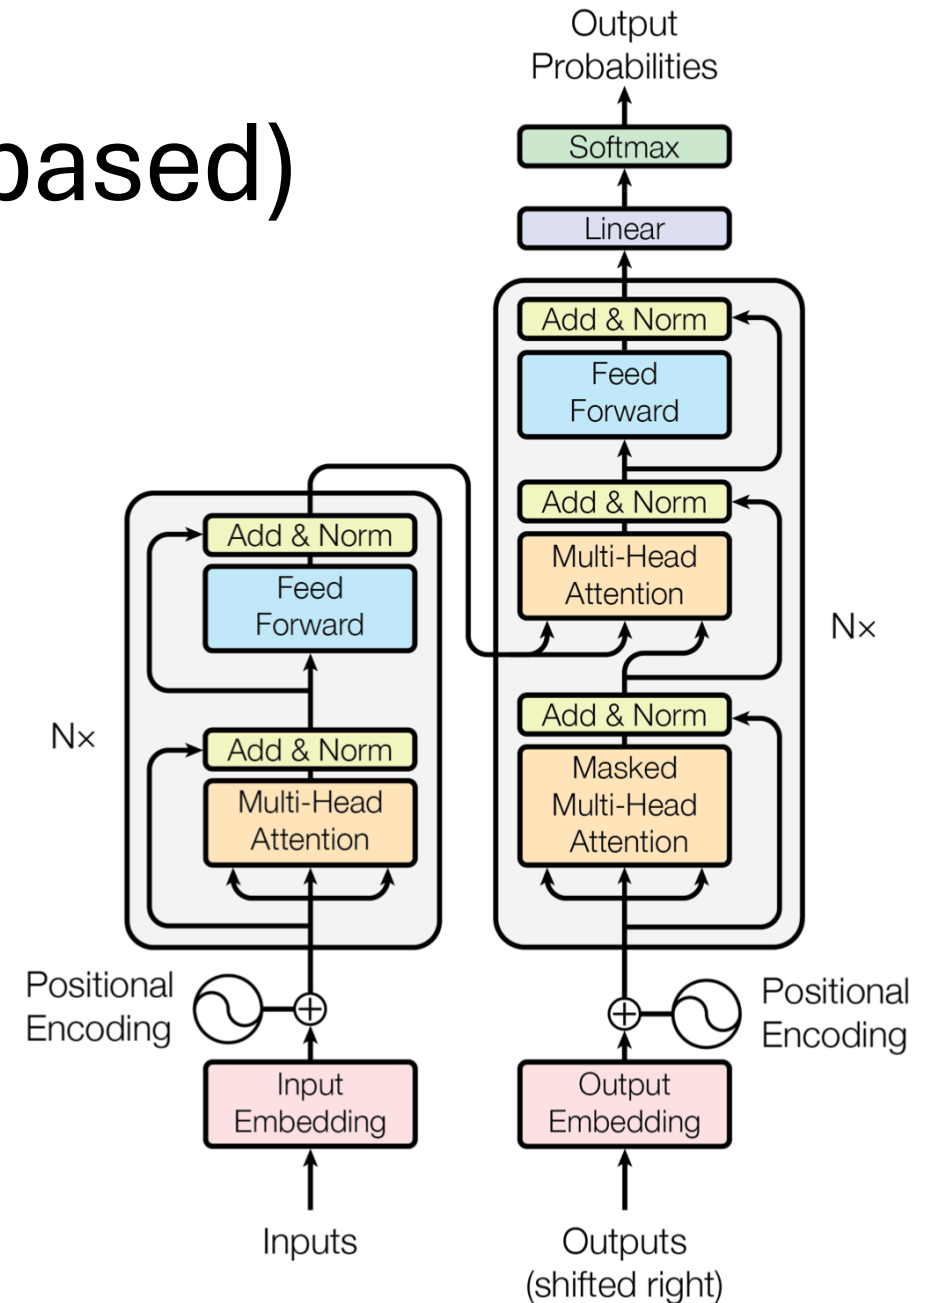 based)
Output
Probabilities
Softmax
Linear
Add & Norm
Feed
Forward
Add & Norm
Multi-Head
Attention
Nx
Add & Norm
Masked
Multi-Head
Attention
Add & Norm
Feed
Forward
Nx
Add & Norm
Multi-Head
Attention
Positional
Encoding
Positional
Encoding
Input
Embedding
Output
Embedding
Inputs
Outputs
(shifted right)